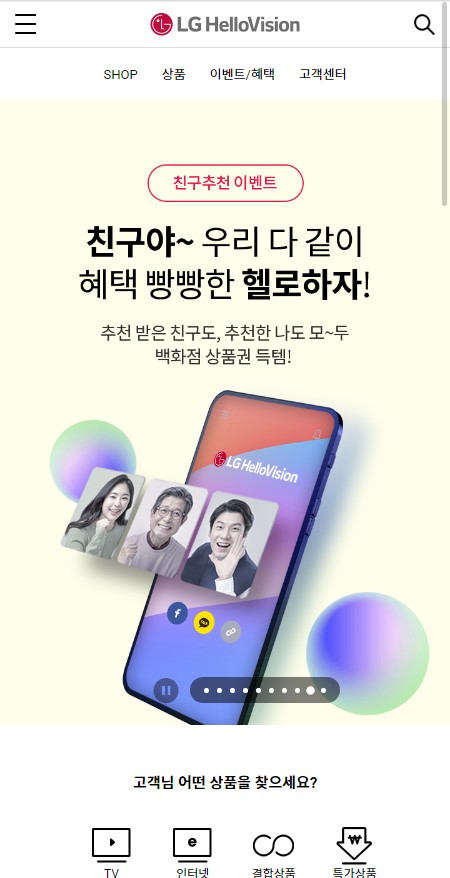 LG HelloVision
SHOP 상품 이벤트/혜택 고객센터
친구추천 이벤트
친구야~ 우리 다 같이
혜택 빵빵한 헬로하자!
추천 받은 친구도, 추천한 나도 모~두
백화점 상품권 득템!
LG HelloVision
고객님 어떤 상품을 찾으세요?
TV 인터넷 결합상품 특가상품